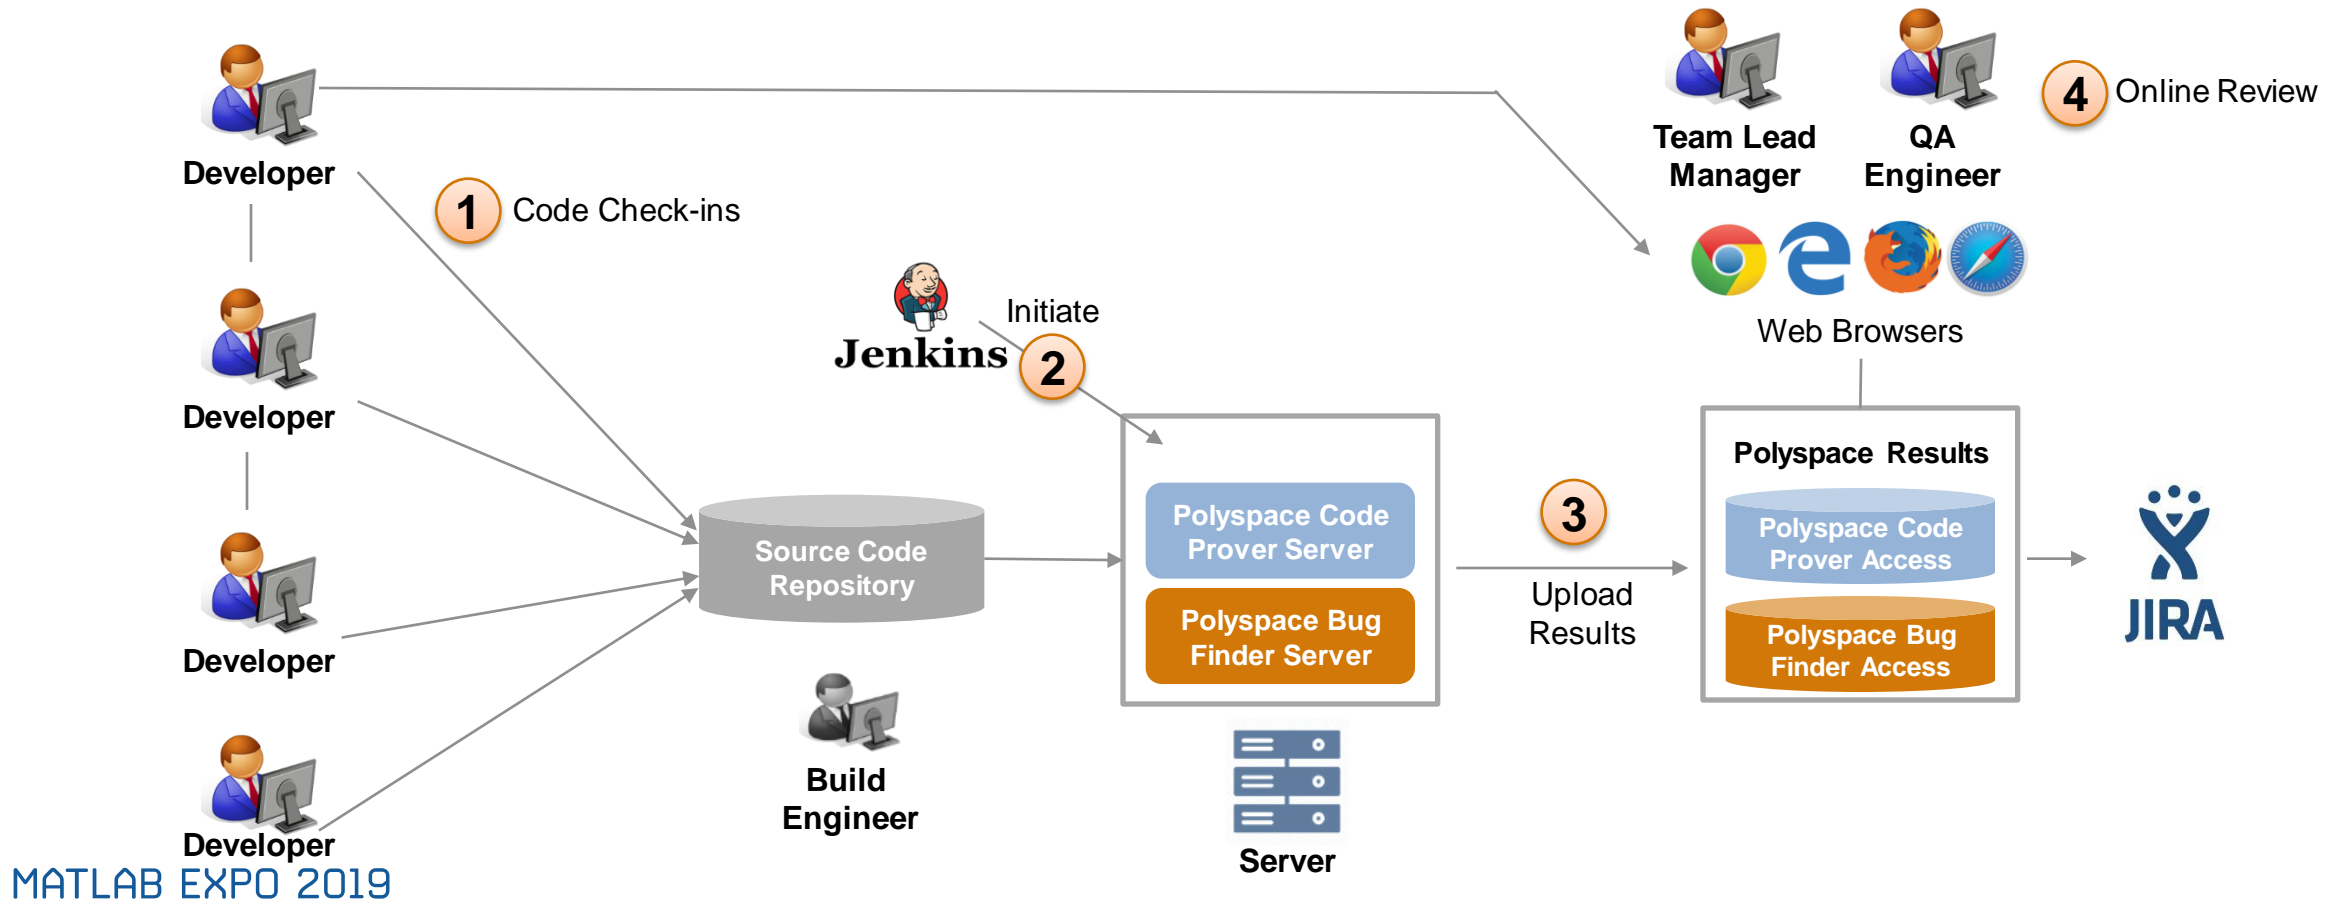 Developer
1 Code Check-ins
Developer
Developer
Developer
MATLAB EXPO 2019
Jenkins
Initiate
2
Source Code
Repository
Build
Engineer
Polyspace Code
Prover Server
Polyspace Bug
Finder Server
Server
3
Upload
Results
Team Lead
Manager
QA
Engineer
4 Online Review
Web Browsers
Polyspace Results
Polyspace Code
Prover Access
Polyspace Bug
Finder Access
JIRA